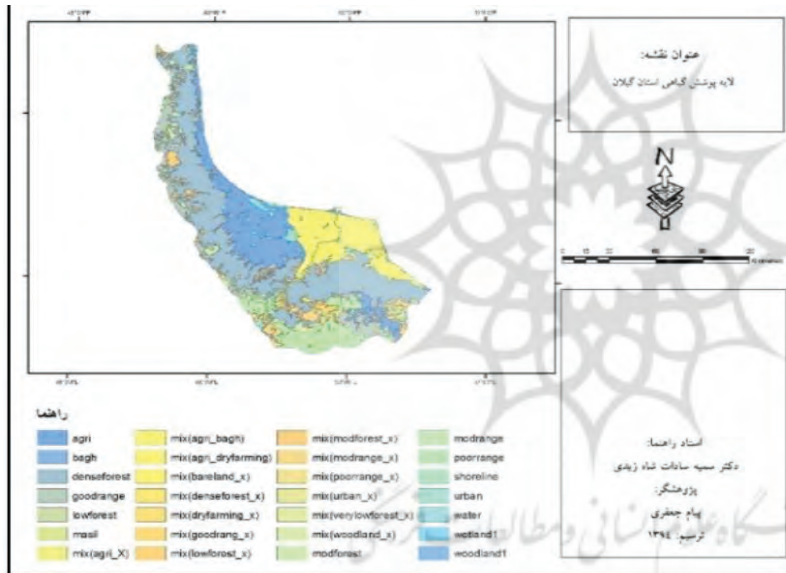 عنوان نقشه:
لایه پوشش گیاهی استان گیلان
N
استاد راهنما:
دکتر سمیه سادات شاه زیدی
پژوهشگر:
پیام جعفری
ترسیم: ۱۳۹۴
راهنما
agri
bagh
denseforest
goodrange
lowforest
masil
mix(agri_X)
mix(agri_bagh)
mix(agri_dryfarming)
mix(bareland_x)
mix(denseforest_x)
mix(dryfarming_x)
mix(goodrang_x)
mix(lowforest_x)
mix(modforest_x)
mix(modrange_x)
mix(poorrange_x)
mix(urban_x)
mix(verylowforest_x)
mix(woodland_x)
modforest
modrange
poorrange
shoreline
urban
water
wetland1
woodland1